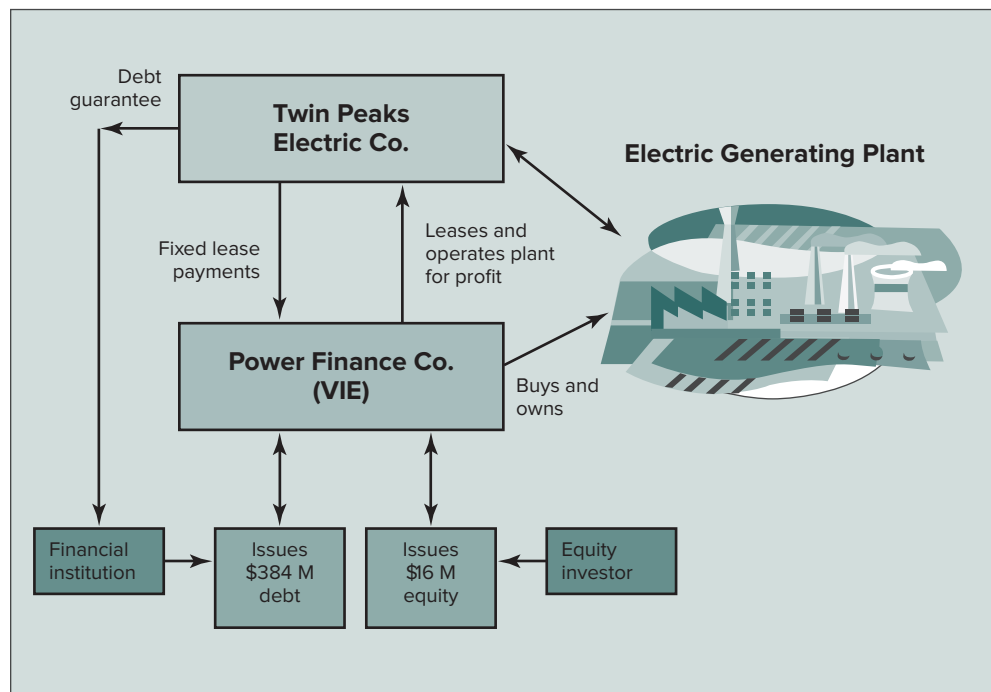 Debt
guarantee
Twin Peaks
Electric Co.
Electric Generating Plant
Fixed lease
payments
Leases and
operates plant
for profit
Power Finance Co.
(VIE)
Buys and
owns
Financial
institution
Issues
$384 M
debt
Issues
$16 M
equity
Equity
investor